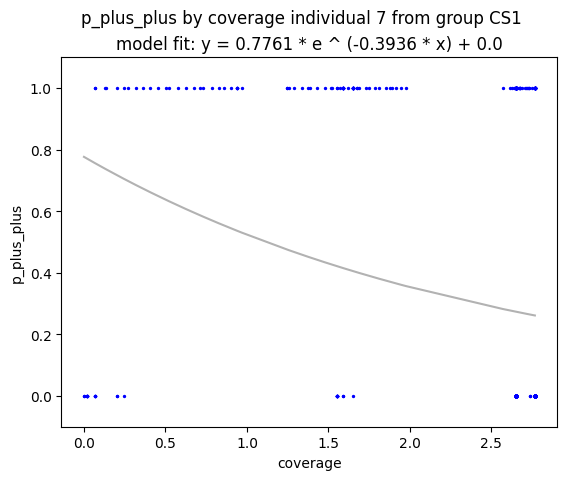 p_plus_plus by coverage individual 7 from group CS1
model fit: y = 0.7761 * e ^ (-0.3936 * x) + 0.0
1.0
0.8
0.6
0.4
0.2
0.0
p_plus_plus
0.0 0.5 1.0 1.5 2.0 2.5
coverage